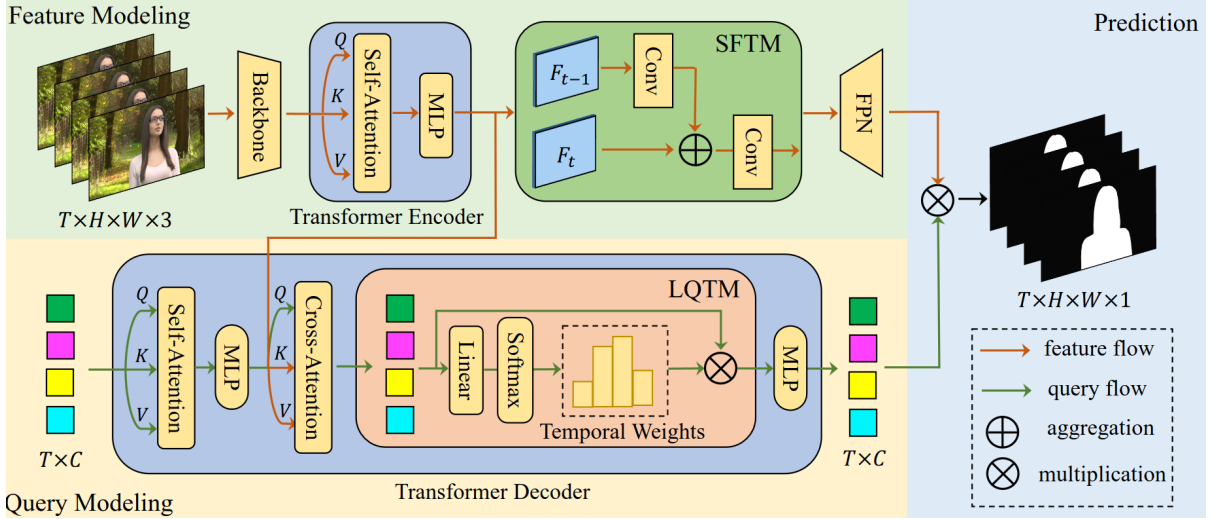 Feature Modeling
Prediction
T×H×W×3
Backbone
Q
K
V
Self-Attention
MLP
Transformer Encoder
SFTM
F_{t−1}
Conv
F_t
Conv
FPN
T×H×W×1
T×C
Q
K
V
Self-Attention
MLP
Q
K
V
Cross-Attention
LQTM
Linear
Softmax
Temporal Weights
MLP
T×C
Transformer Decoder
Query Modeling
feature flow
query flow
aggregation
multiplication